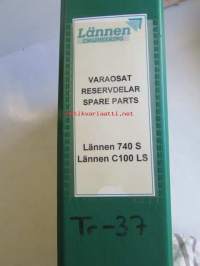 Lännen
ENGINEERING
VARAOSAT
RESERVDELAR
SPARE PARTS
Lännen 740 S
Lännen C100 LS
Tr-37